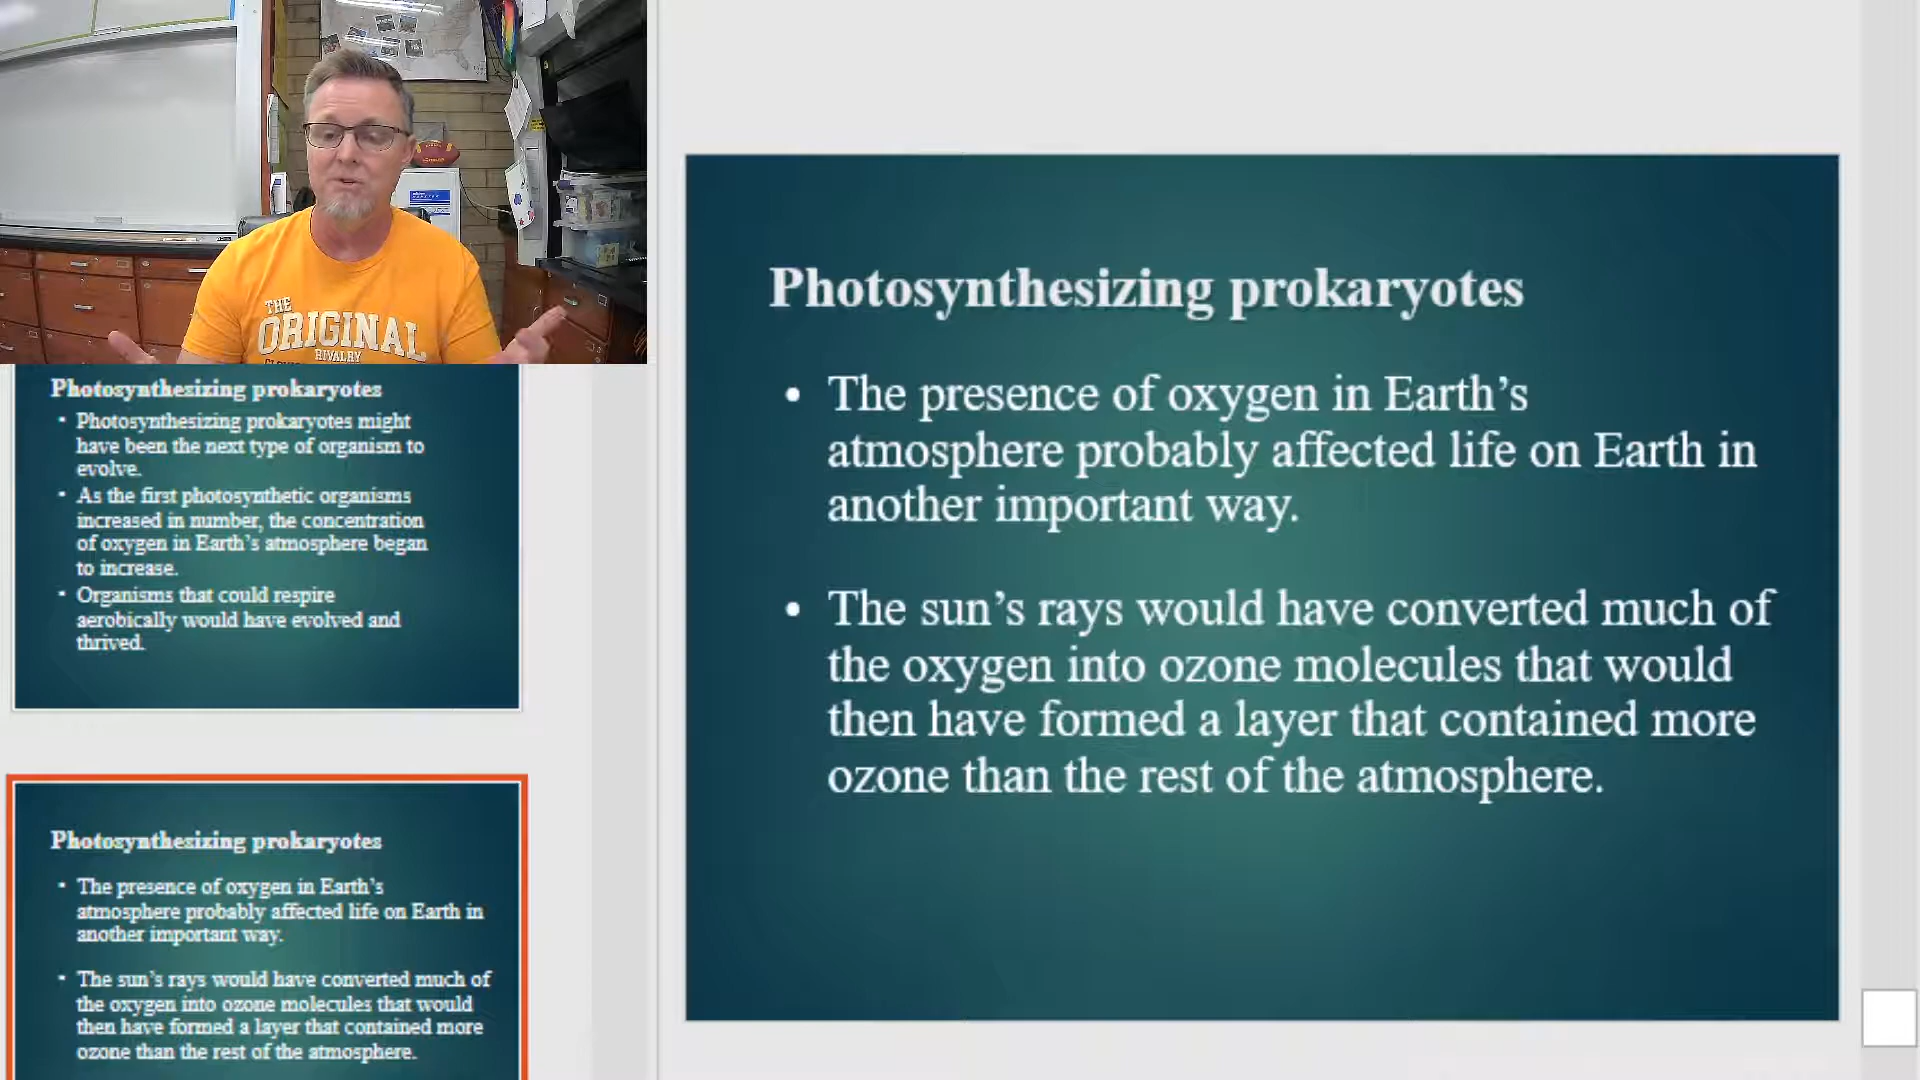 THE
ORIGINAL
RIVALRY
Photosynthesizing prokaryotes
• Photosynthesizing prokaryotes might
have been the next type of organism to
evolve.
• As the first photosynthetic organisms
increased in number, the concentration
of oxygen in Earth’s atmosphere began
to increase.
• Organisms that could respire
aerobically would have evolved and
thrived.
Photosynthesizing prokaryotes
• The presence of oxygen in Earth’s
atmosphere probably affected life on Earth in
another important way.
• The sun’s rays would have converted much of
the oxygen into ozone molecules that would
then have formed a layer that contained more
ozone than the rest of the atmosphere.
Photosynthesizing prokaryotes
• The presence of oxygen in Earth’s
atmosphere probably affected life on Earth in
another important way.
• The sun’s rays would have converted much of
the oxygen into ozone molecules that would
then have formed a layer that contained more
ozone than the rest of the atmosphere.